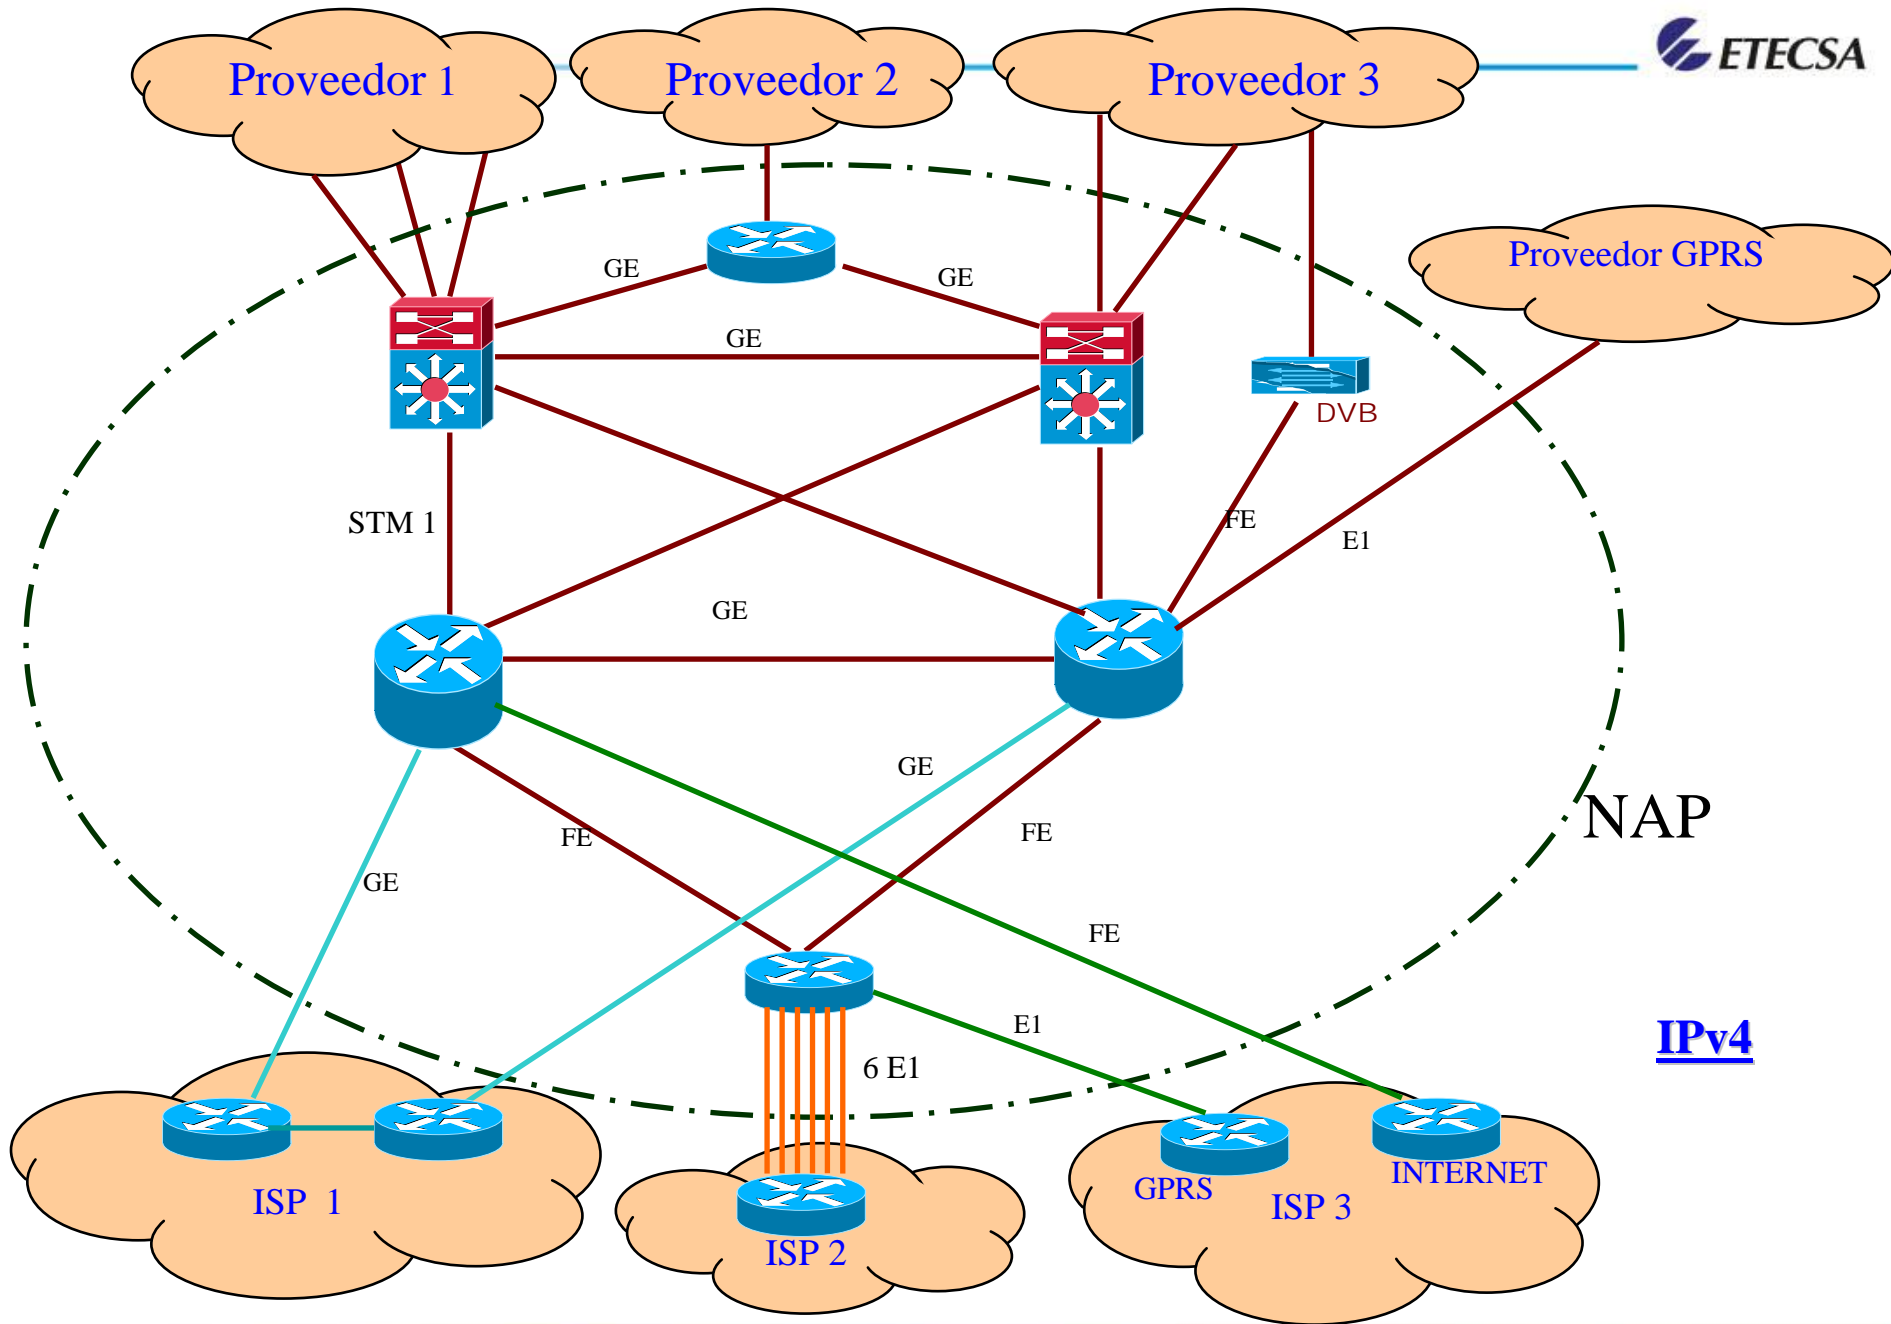 Proveedor 1
Proveedor 2
Proveedor 3
ETECSA
Proveedor GPRS
GE
GE
GE
DVB
STM 1
FE
E1
GE
GE
NAP
FE
FE
GE
FE
E1
IPv4
6 E1
INTERNET
GPRS
ISP 1
ISP 3
ISP 2